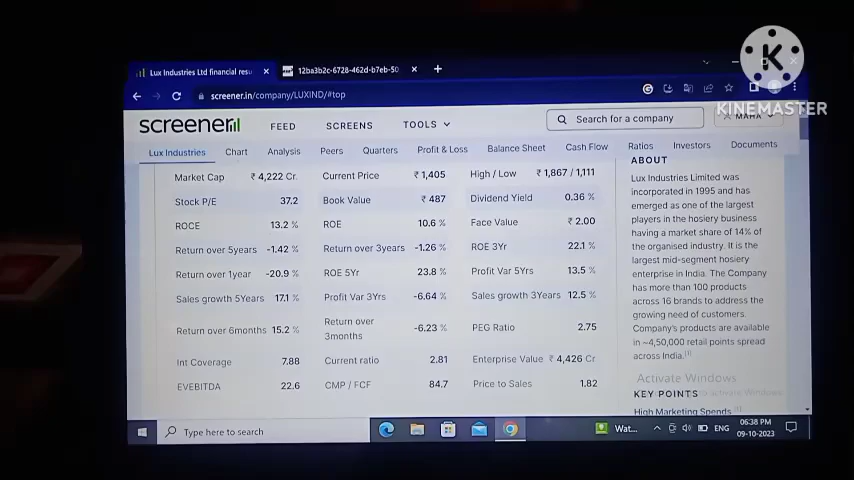 Lux Industries Ltd financial resu
12ba3b2c-6728-462d-b7eb-50
screener.in/company/LUXIND/#top
KINEMASTER
screener
FEED
SCREENS
TOOLS
Search for a company
MAHA
Lux Industries Chart Analysis Peers Quarters Profit & Loss Balance Sheet Cash Flow Ratios Investors Documents
Market Cap ₹ 4,222 Cr. Current Price ₹ 1,405 High / Low ₹ 1,867 / 1,111
Stock P/E 37.2 Book Value ₹ 487 Dividend Yield 0.36 %
ROCE 13.2 % ROE 10.6 % Face Value ₹ 2.00
Return over 5years -1.42 % Return over 3years -1.26 % ROE 3Yr 22.1 %
Return over 1year -20.9 % ROE 5Yr 23.8 % Profit Var 5Yrs 13.5 %
Sales growth 5Years 17.1 % Profit Var 3Yrs -6.64 % Sales growth 3Years 12.5 %
Return over 6months 15.2 % Return over 3months -6.23 % PEG Ratio 2.75
Int Coverage 7.88 Current ratio 2.81 Enterprise Value ₹ 4,426 Cr
EVEBITDA 22.6 CMP / FCF 84.7 Price to Sales 1.82
ABOUT
Lux Industries Limited was
incorporated in 1995 and has
emerged as one of the largest
players in the hosiery business
having a market share of 14% of
the organised industry. It is the
largest mid-segment hosiery
enterprise in India. The Company
has more than 100 products
across 16 brands to address the
growing need of customers.
Company's products are available
in ~4,50,000 retail points spread
across India.[1]
Activate Windows
KEY POINTS
High Marketing Spends
Type here to search
Wat...
ENG
06:38 PM
09-10-2023